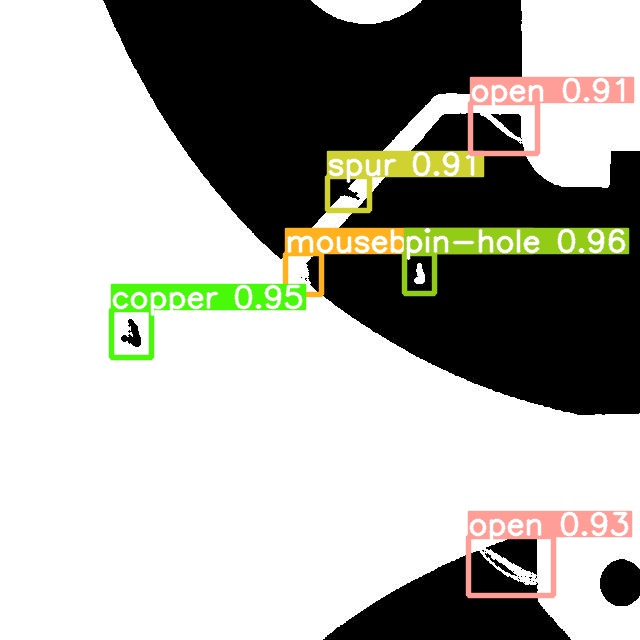 open 0.91
spur 0.91
mouseb
pin-hole 0.96
copper 0.95
open 0.93